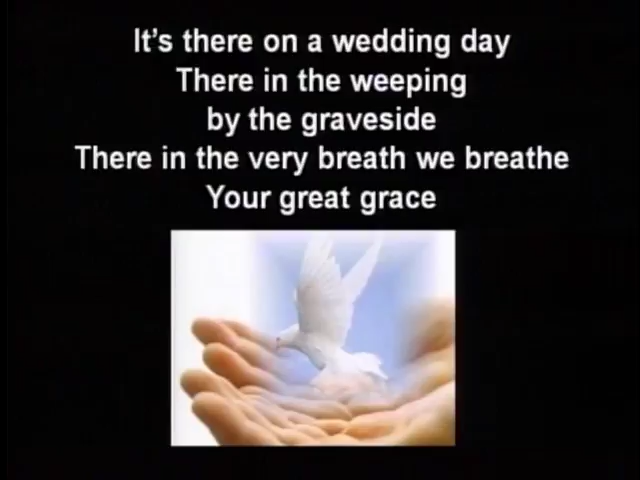 It's there on a wedding day
There in the weeping
by the graveside
There in the very breath we breathe
Your great grace